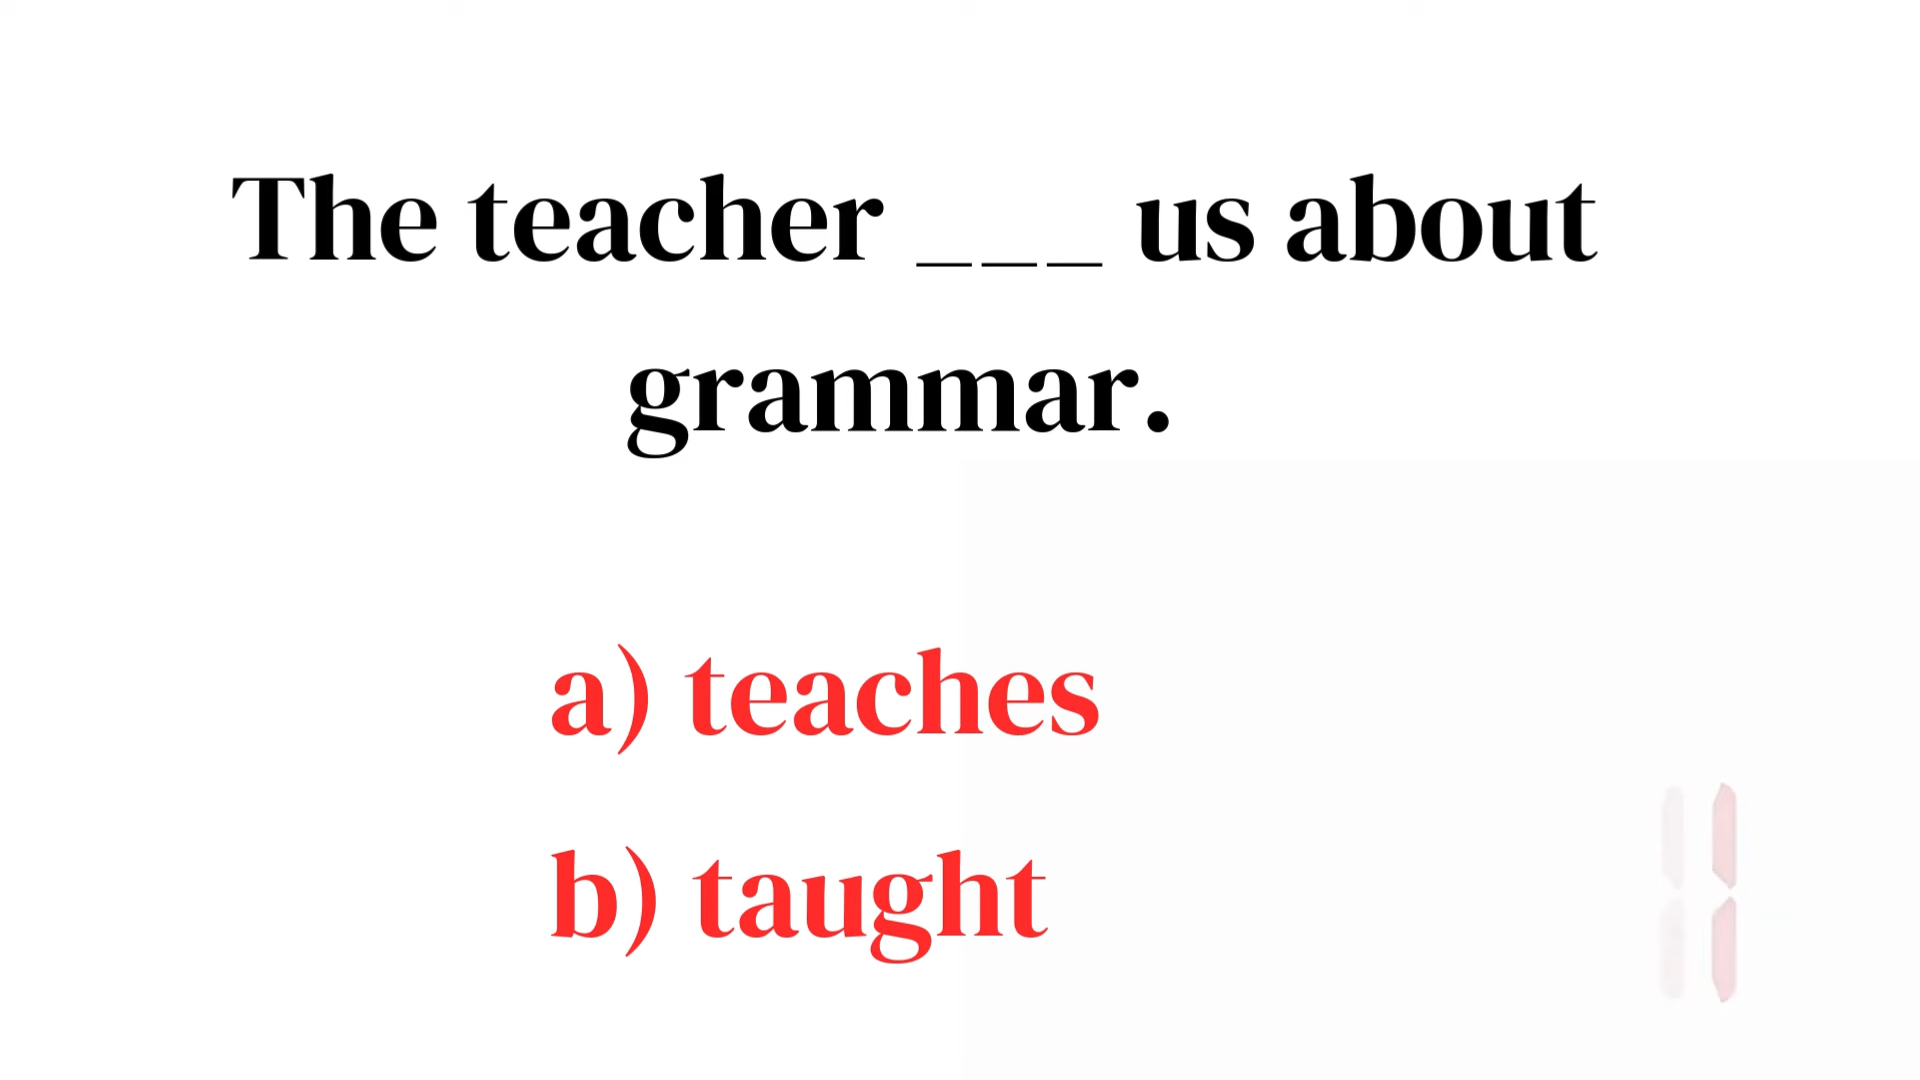 The teacher ___ us about
grammar.
a) teaches
b) taught